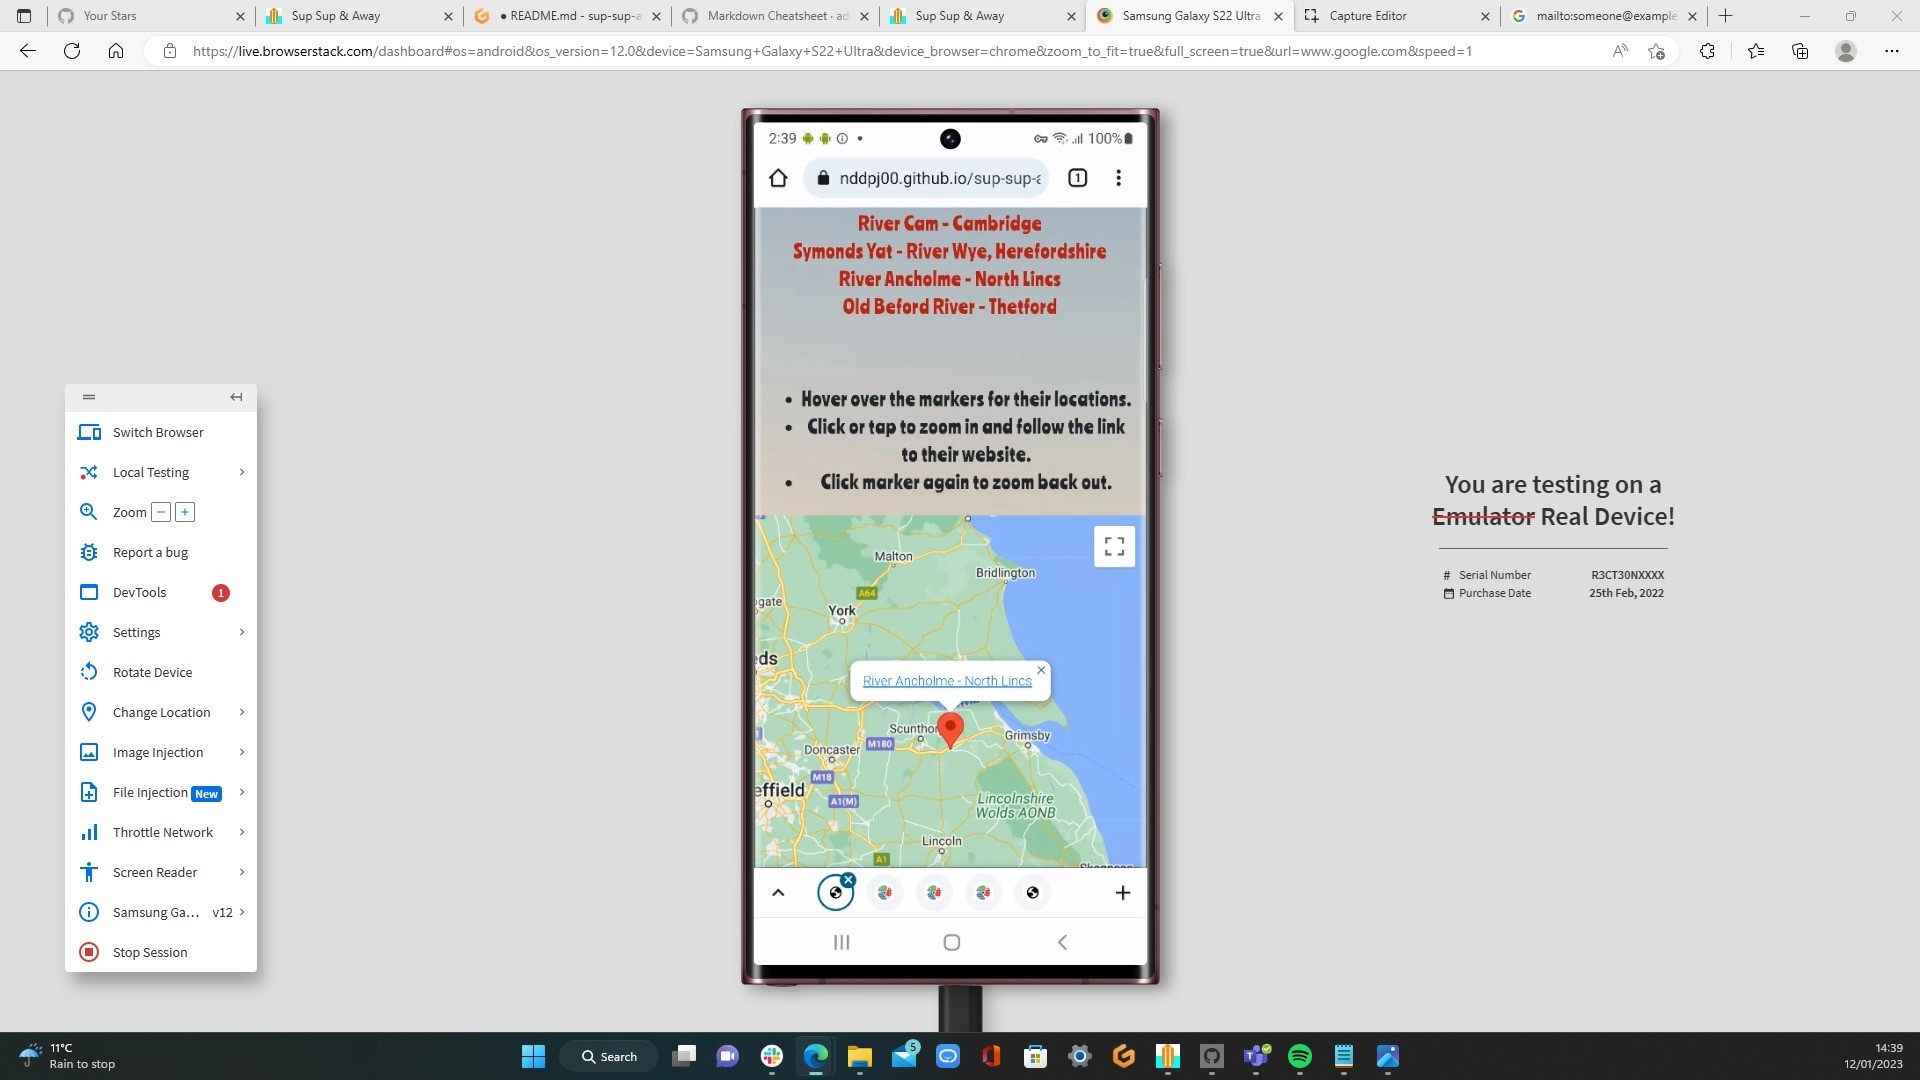 Your Stars
Sup Sup & Away
● README.md - sup-sup-a
Markdown Cheatsheet · ad
Sup Sup & Away
Samsung Galaxy S22 Ultra
Capture Editor
mailto:someone@example
https://live.browserstack.com/dashboard#os=android&os_version=12.0&device=Samsung+Galaxy+S22+Ultra&device_browser=chrome&zoom_to_fit=true&full_screen=true&url=www.google.com&speed=1
2:39
100%
nddpj00.github.io/sup-sup-a
1
River Cam - Cambridge
Symonds Yat - River Wye, Herefordshire
River Ancholme - North Lincs
Old Beford River - Thetford
• Hover over the markers for their locations.
• Click or tap to zoom in and follow the link
to their website.
• Click marker again to zoom back out.
Malton
Bridlington
A64
ogate
York
eds
River Ancholme - North Lincs
Scunthor
M180
Grimsby
Doncaster
M18
effield
A1(M)
Lincolnshire
Wolds AONB
Lincoln
A1
Skegness
Switch Browser
Local Testing
Zoom − +
Report a bug
DevTools 1
Settings
Rotate Device
Change Location
Image Injection
File Injection New
Throttle Network
Screen Reader
Samsung Ga... v12
Stop Session
You are testing on a
Emulator Real Device!
# Serial Number R3CT30NXXXX
Purchase Date 25th Feb, 2022
11°C
Rain to stop
Search
5
14:39
12/01/2023